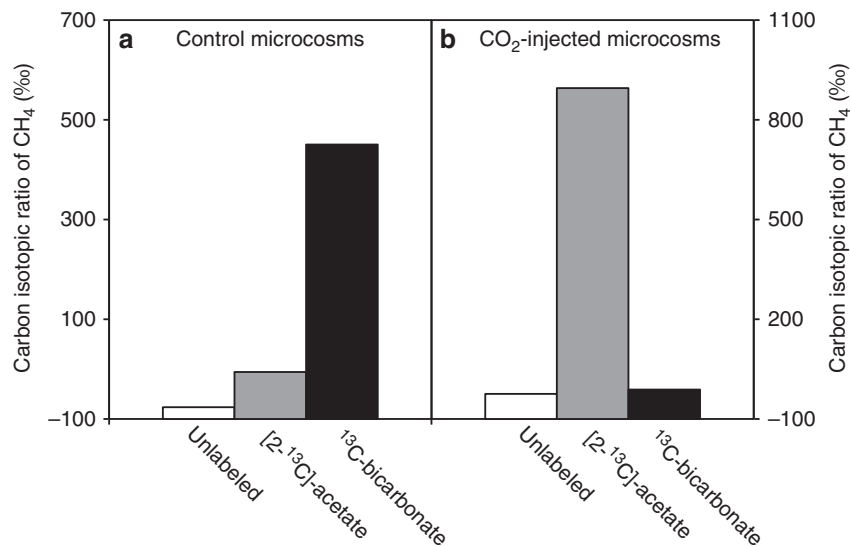 a Control microcosms
b CO₂-injected microcosms
Carbon isotopic ratio of CH₄ (‰)
700
500
300
100
–100
1100
800
500
200
–100
Carbon isotopic ratio of CH₄ (‰)
Unlabeled
[2-¹³C]-acetate
¹³C-bicarbonate
Unlabeled
[2-¹³C]-acetate
¹³C-bicarbonate